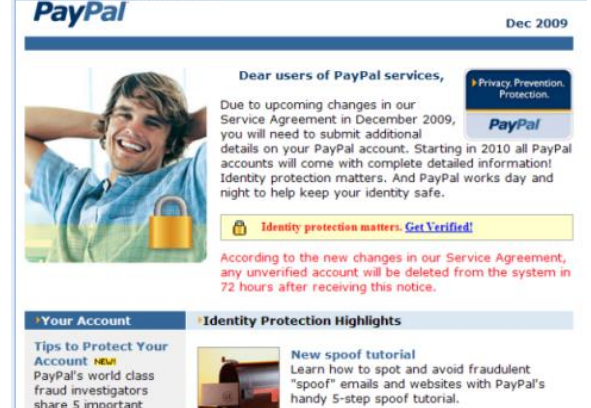 PayPal
Dec 2009
Dear users of PayPal services,
Privacy. Prevention.
Protection.
PayPal
Due to upcoming changes in our
Service Agreement in December 2009,
you will need to submit additional
details on your PayPal account. Starting in 2010 all PayPal
accounts will come with complete detailed information!
Identity protection matters. And PayPal works day and
night to help keep your identity safe.
Identity protection matters. Get Verified!
According to the new changes in our Service Agreement,
any unverified account will be deleted from the system in
72 hours after receiving this notice.
Your Account
Identity Protection Highlights
Tips to Protect Your
Account NEW!
PayPal's world class
fraud investigators
share 5 important
New spoof tutorial
Learn how to spot and avoid fraudulent
"spoof" emails and websites with PayPal's
handy 5-step spoof tutorial.